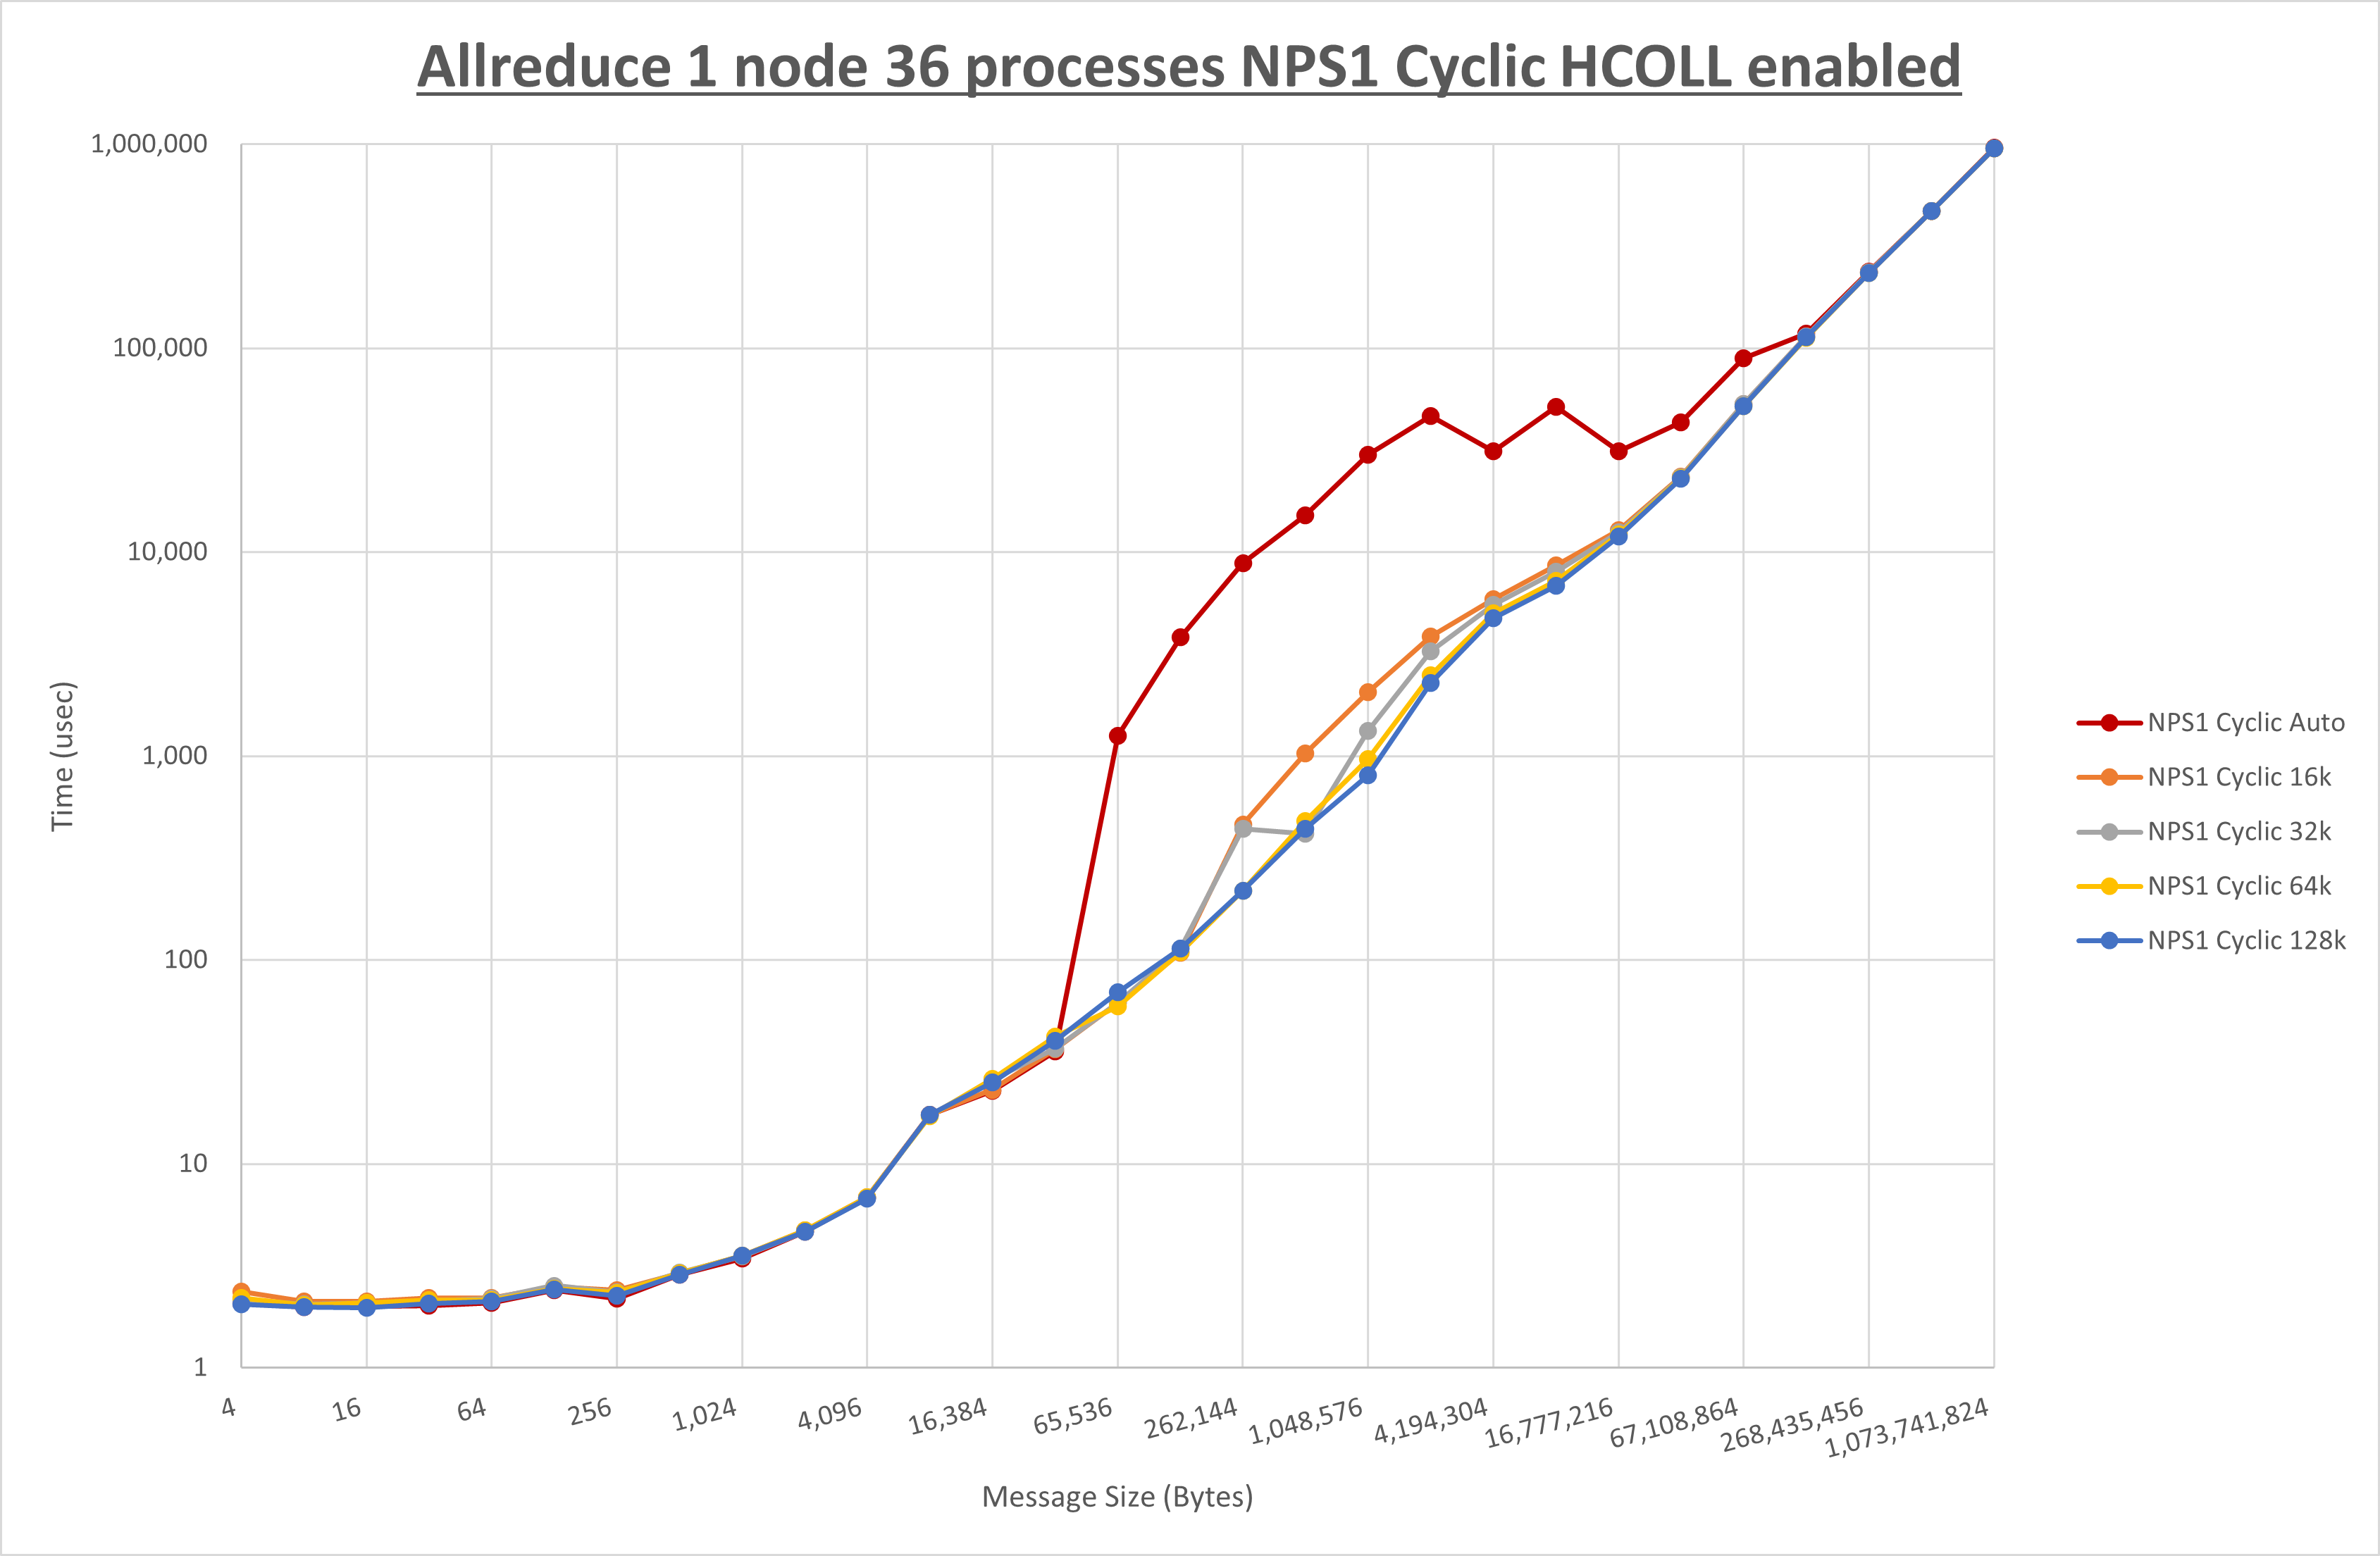 Allreduce 1 node 36 processes NPS1 Cyclic HCOLL enabled
1,000,000
100,000
10,000
1,000
100
10
1
Time (usec)
4
16
64
256
1,024
4,096
16,384
65,536
262,144
1,048,576
4,194,304
16,777,216
67,108,864
268,435,456
1,073,741,824
Message Size (Bytes)
NPS1 Cyclic Auto
NPS1 Cyclic 16k
NPS1 Cyclic 32k
NPS1 Cyclic 64k
NPS1 Cyclic 128k